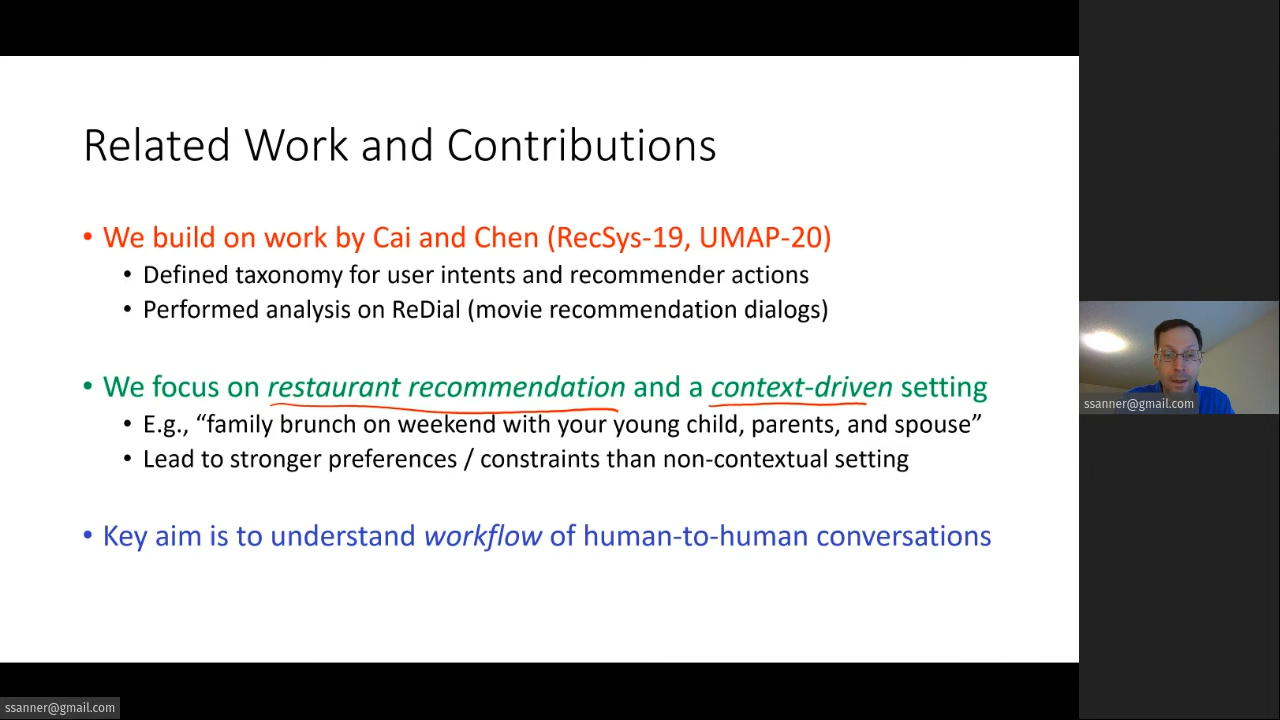 Related Work and Contributions
• We build on work by Cai and Chen (RecSys-19, UMAP-20)
• Defined taxonomy for user intents and recommender actions
• Performed analysis on ReDial (movie recommendation dialogs)
• We focus on restaurant recommendation and a context-driven setting
• E.g., “family brunch on weekend with your young child, parents, and spouse”
• Lead to stronger preferences / constraints than non-contextual setting
• Key aim is to understand workflow of human-to-human conversations
ssanner@gmail.com
ssanner@gmail.com